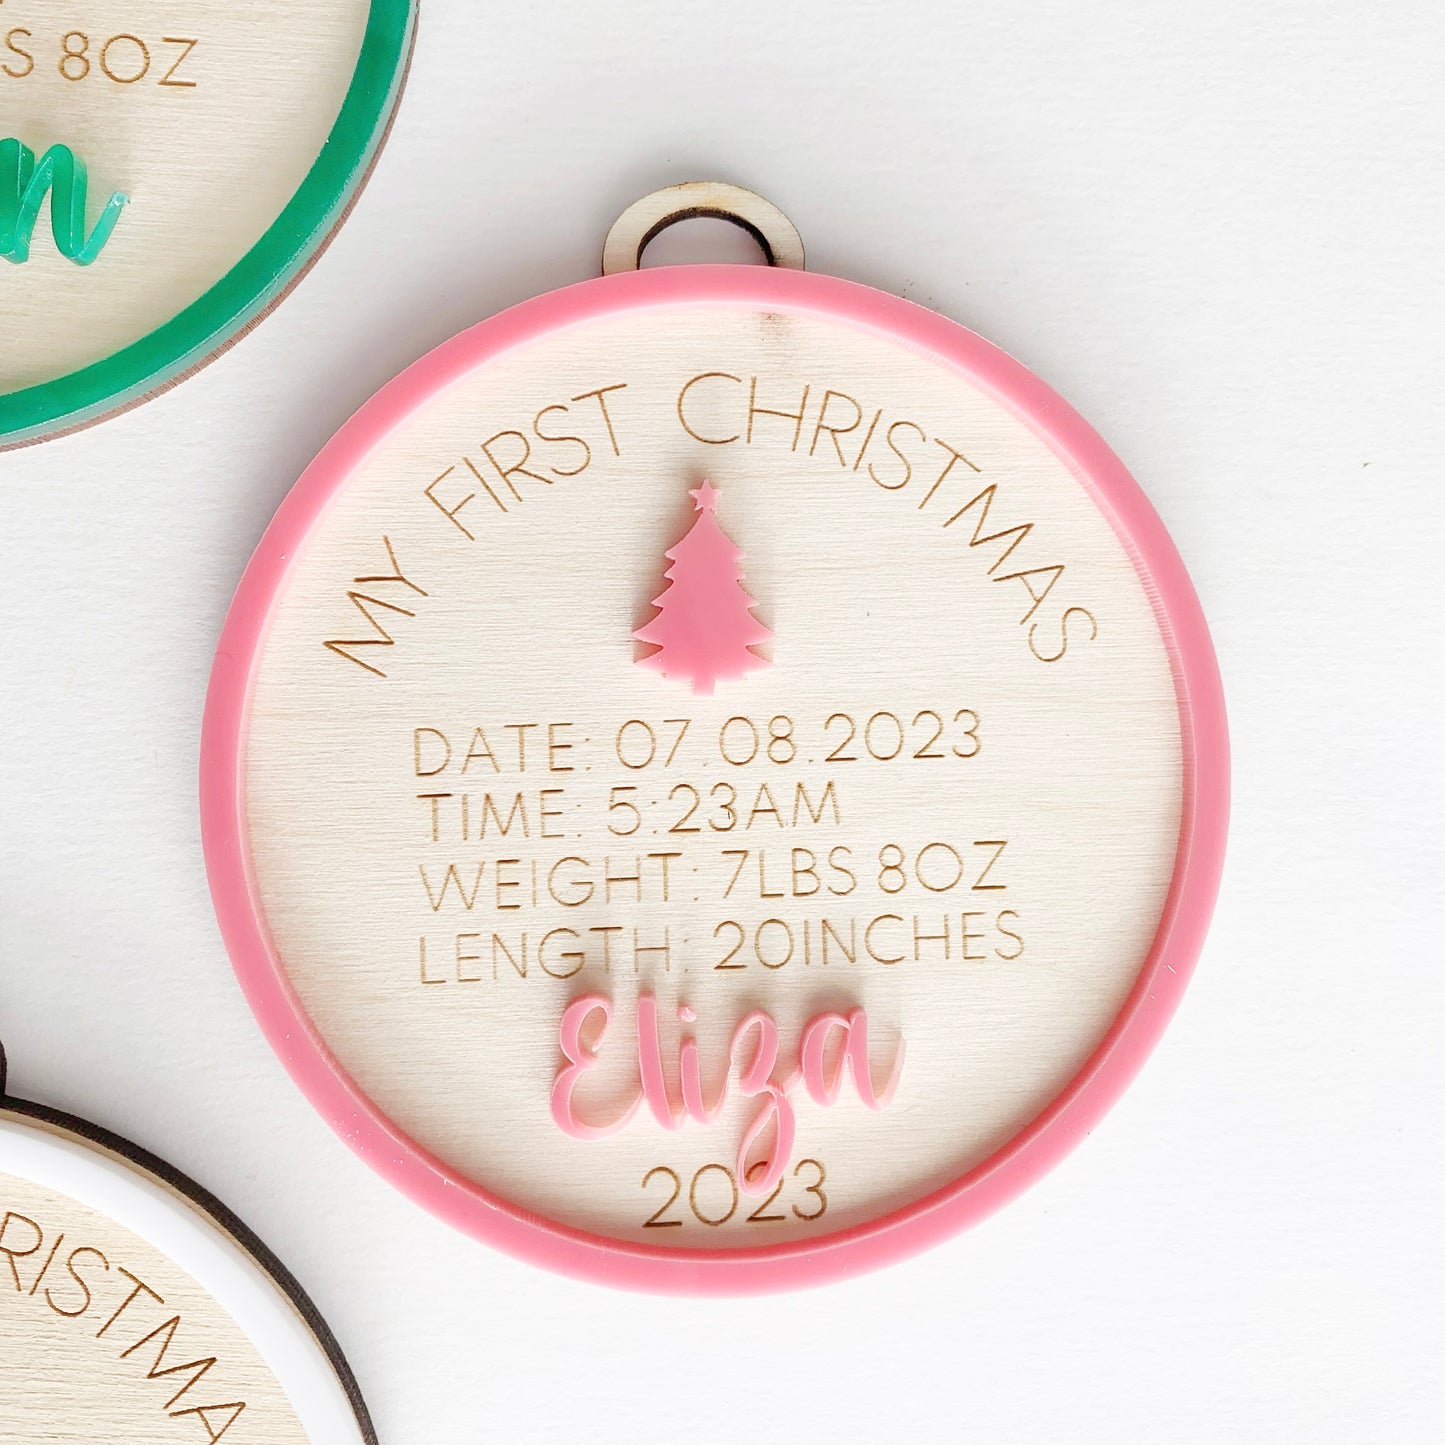 S 8OZ
n
MY FIRST CHRISTMAS
DATE: 07.08.2023
TIME: 5:23AM
WEIGHT: 7LBS 8OZ
LENGTH: 20INCHES
Eliza
2023
RISTMA